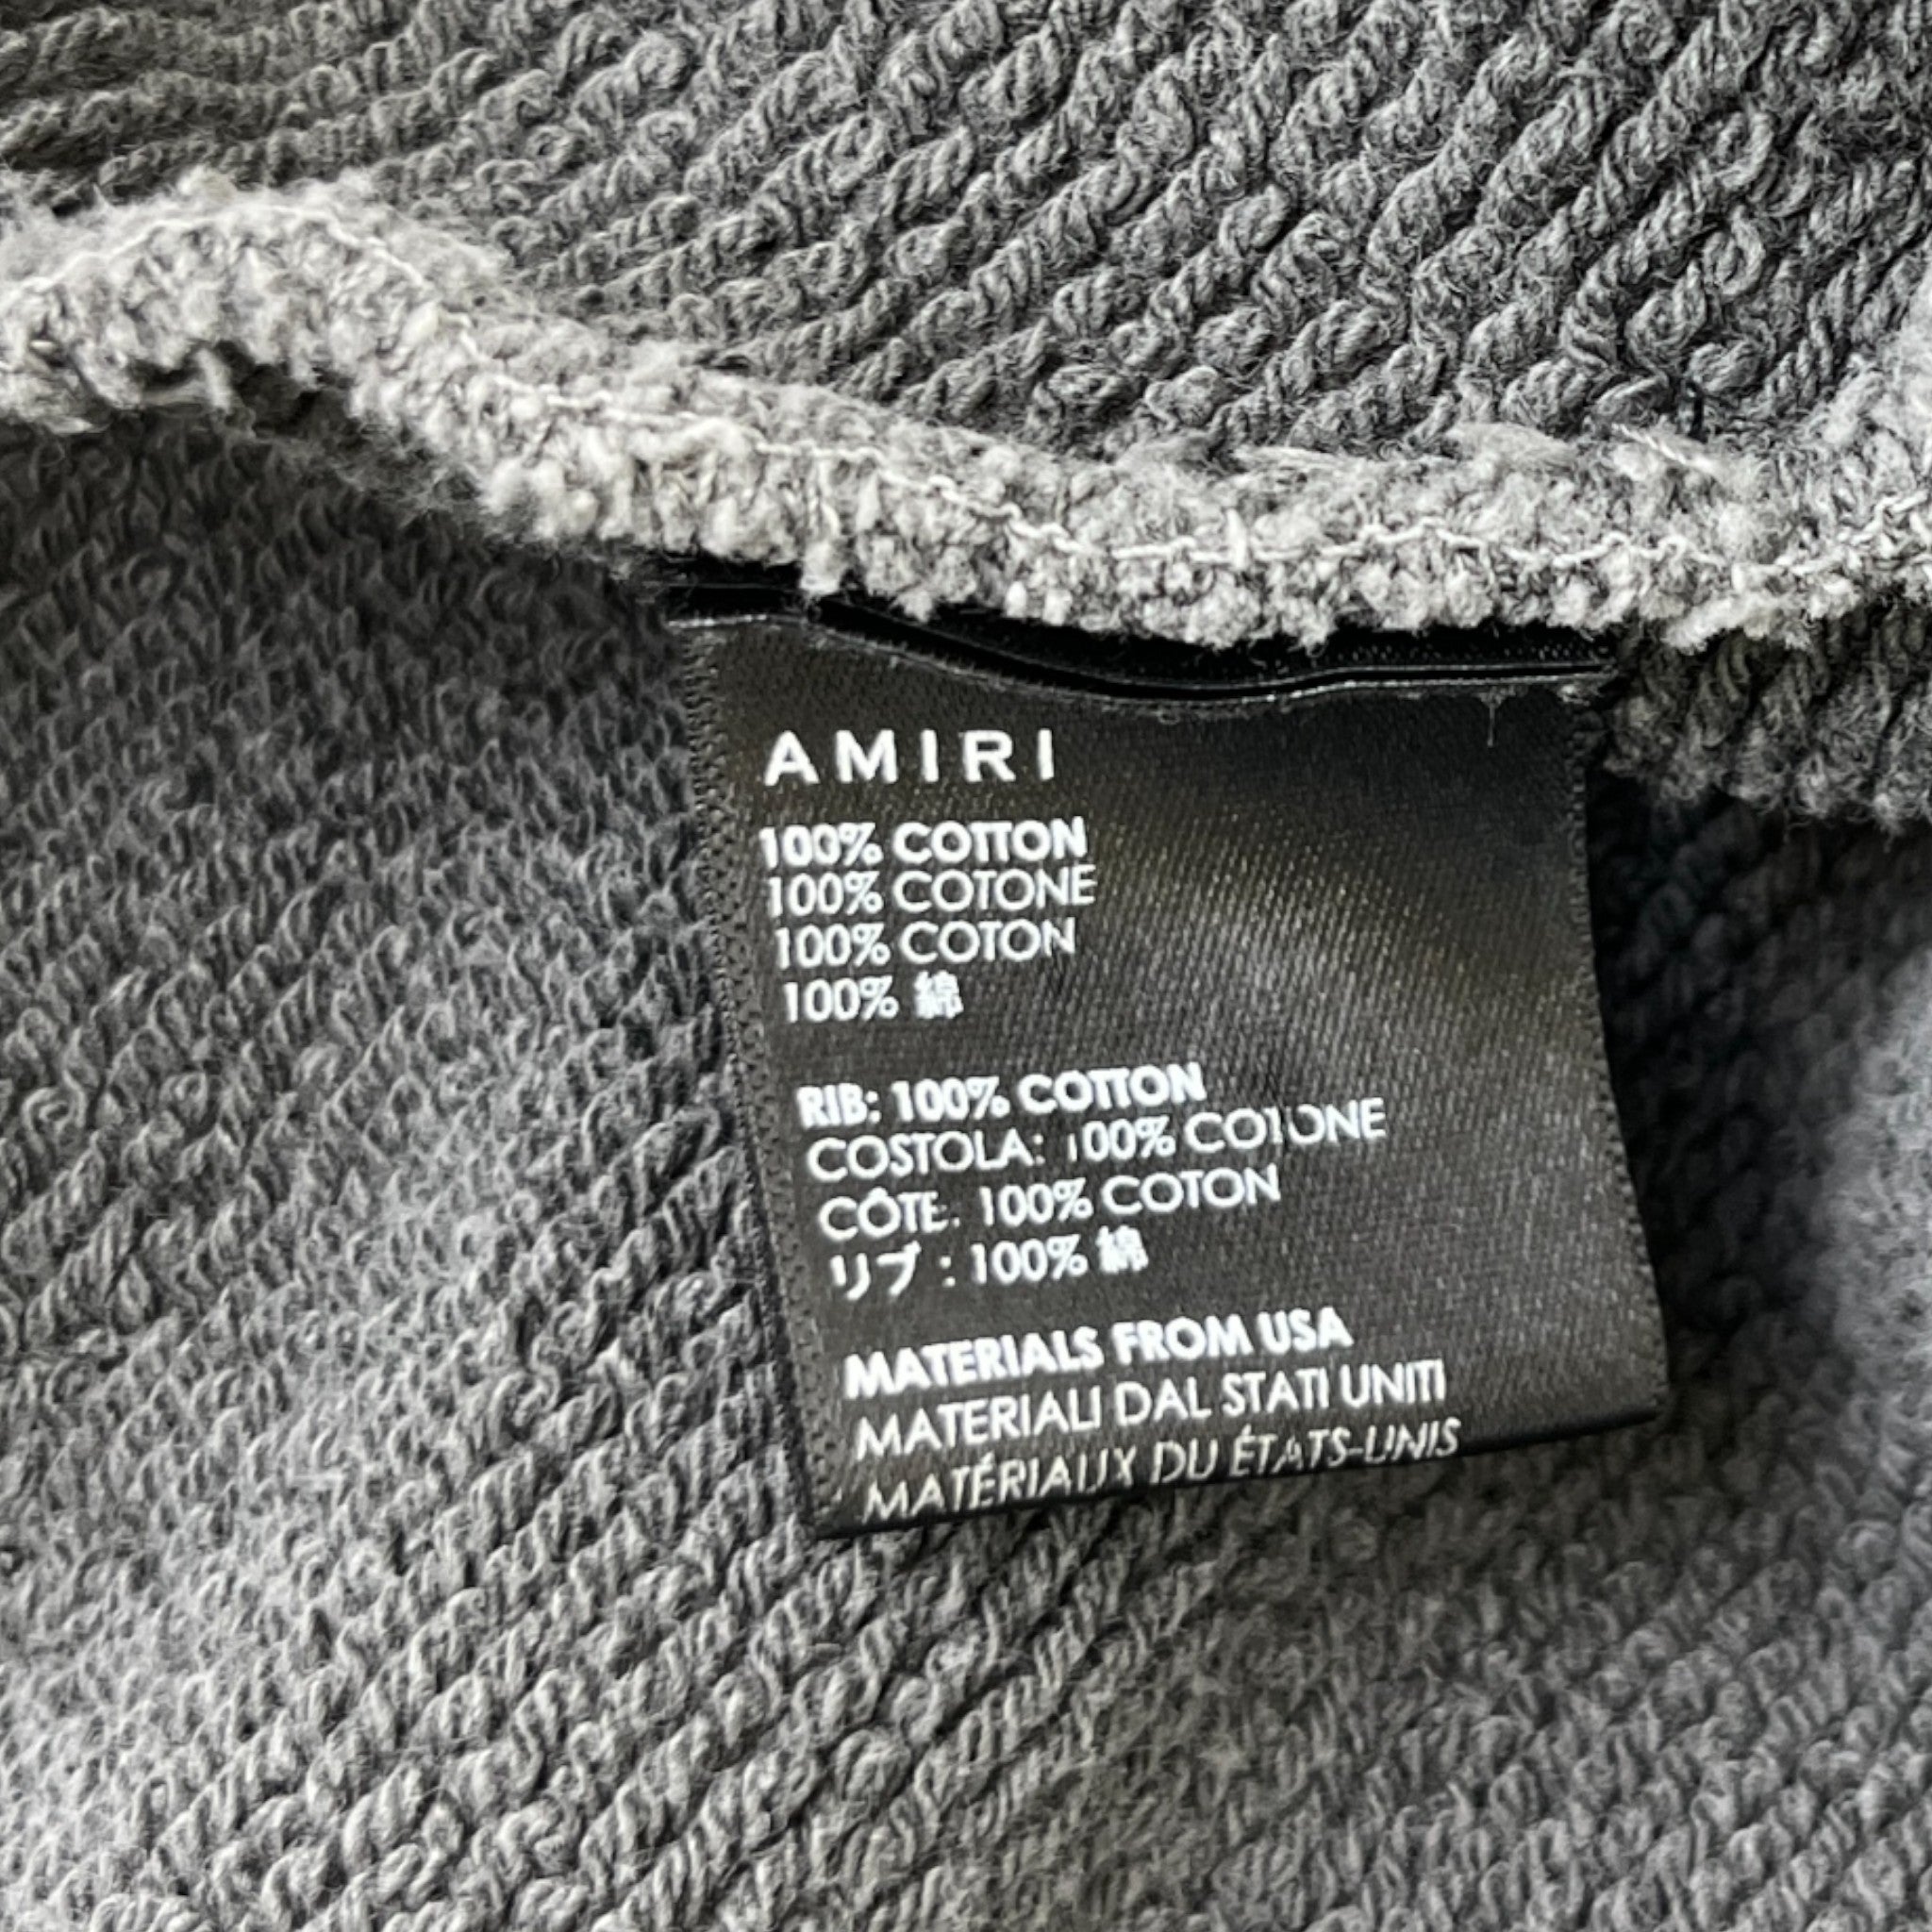 AMIRI
100% COTTON
100% COTONE
100% COTON
100% 綿
RIB: 100% COTTON
COSTOLA: 100% COTONE
CÔTE: 100% COTON
リブ : 100% 綿
MATERIALS FROM USA
MATERIALI DAL STATI UNITI
MATÉRIAUX DU ÉTATS-UNIS